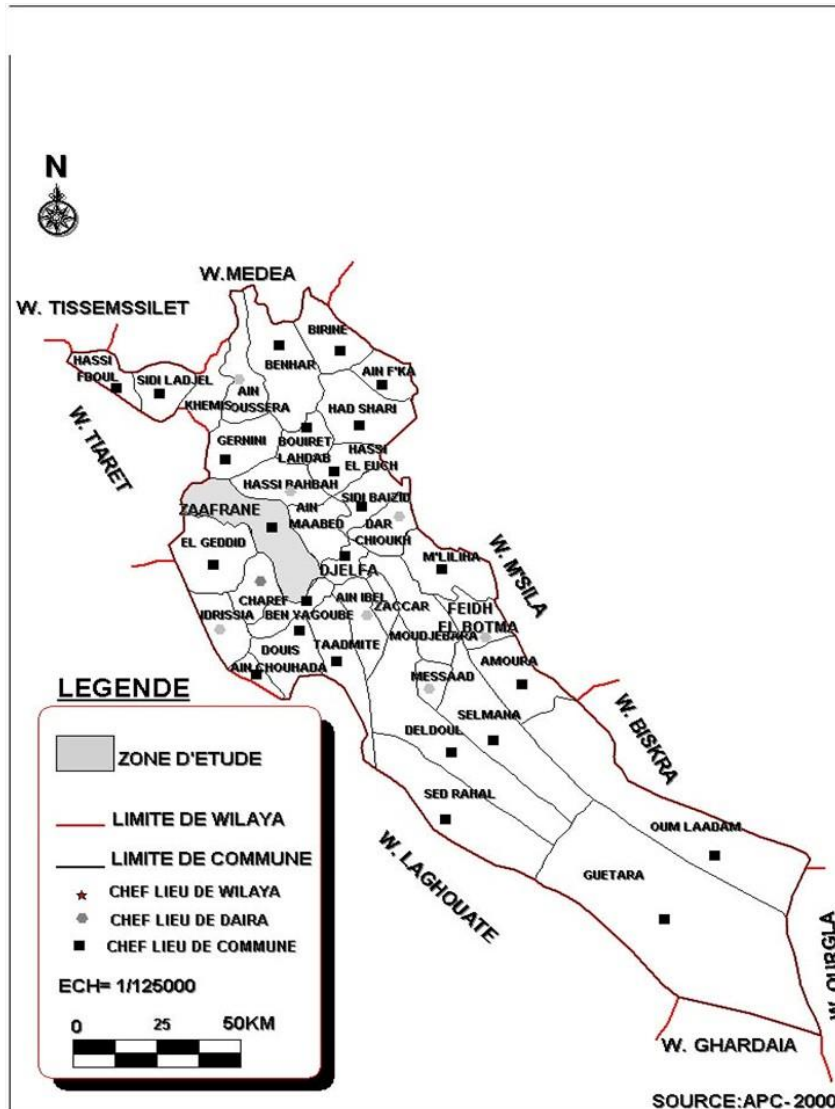 N
W.MEDEA
W. TISSEMSSILET
BIRINE
BENHAR
HASSI
FBOUL
SIDI LADJEL
AIN F'KA
AIN
OUSSERA
KHEMIS
HAD SHARI
W. TIARET
GERNINI
BOUIRET
LAHDAB
HASSI
EL EUCH
HASSI BAHBAH
SIDI BAIZID
ZAAFRANE
AIN
MAABED
DAR
CHIOUKH
EL GEDDID
M'LILIHA
W. M'SILA
DJELFA
CHAREF
AIN IBEL
ZACCAR
FEIDH
EL BOTMA
IDRISSIA
BEN YAGOUBE
MOUDJEBARA
DOUIS
TAADMITE
AMOURA
AIN CHOUHADA
MESSAAD
SELMANA
DELDOUL
W. BISKRA
SED RAHAL
OUM LAADAM
GUETARA
W. LAGHOUATE
W. OURGLA
W. GHARDAIA
LEGENDE
ZONE D'ETUDE
LIMITE DE WILAYA
LIMITE DE COMMUNE
CHEF LIEU DE WILAYA
CHEF LIEU DE DAIRA
CHEF LIEU DE COMMUNE
ECH= 1/125000
0 25 50KM
SOURCE:APC-2000